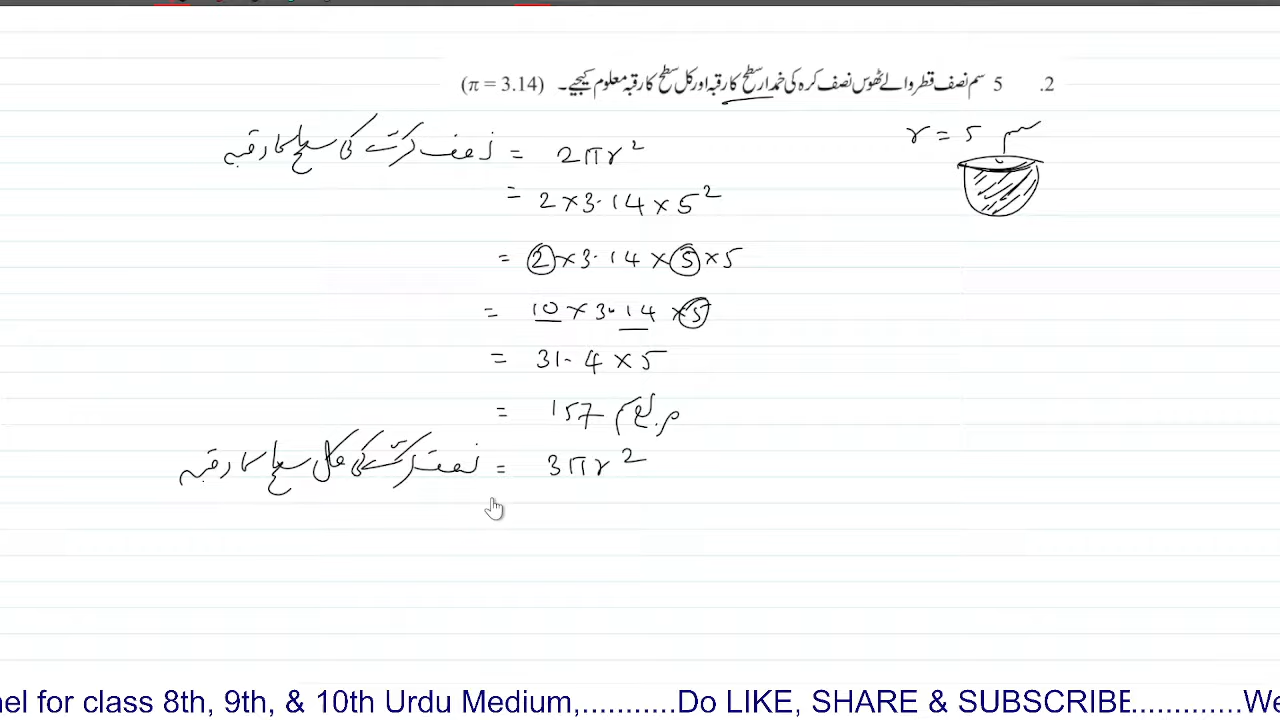 2. 5 سم نصف قطر والے ٹھوس نصف کرہ کی خمدار سطح کا رقبہ اور کل سطح کا رقبہ معلوم کیجیے۔ (π = 3.14)
r = 5 سم
نصف کرے کی سطح کا رقبہ = 2πr²
= 2 × 3.14 × 5²
= 2 × 3.14 × 5 × 5
= 10 × 3.14 × 5
= 31.4 × 5
= 157
نصف کرے کی کل سطح کا رقبہ = 3πr²
nel for class 8th, 9th, & 10th Urdu Medium,...........Do LIKE, SHARE & SUBSCRIBE.............We